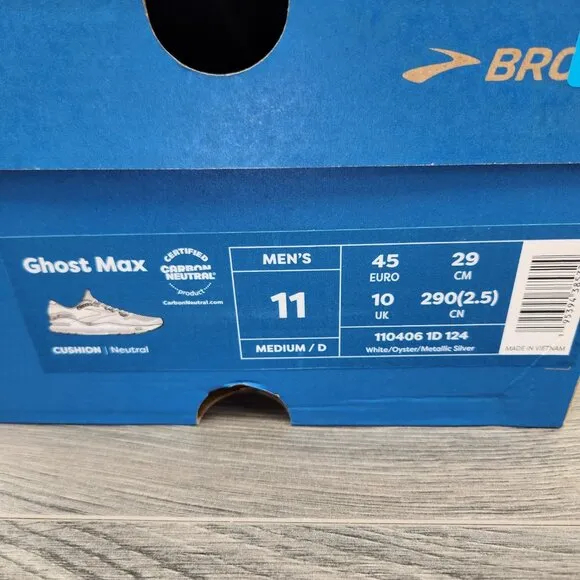 BRO
Ghost Max
CERTIFIED
CARBON
NEUTRAL®
product
CarbonNeutral.com
CUSHION | Neutral
MEN'S
11
MEDIUM / D
45 29
EURO CM
10 290(2.5)
UK CN
110406 1D 124
White/Oyster/Metallic Silver
MADE IN VIETNAM